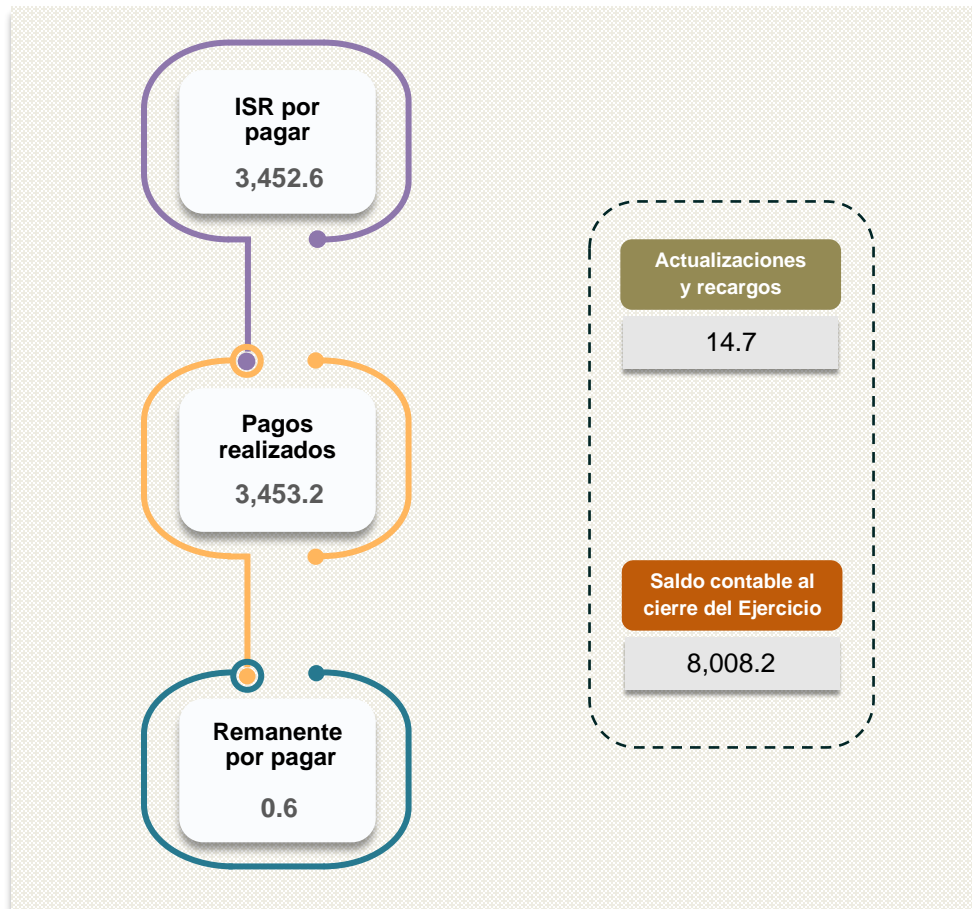 ISR por
pagar
3,452.6
Actualizaciones
y recargos
14.7
Pagos
realizados
3,453.2
Saldo contable al
cierre del Ejercicio
8,008.2
Remanente
por pagar
0.6